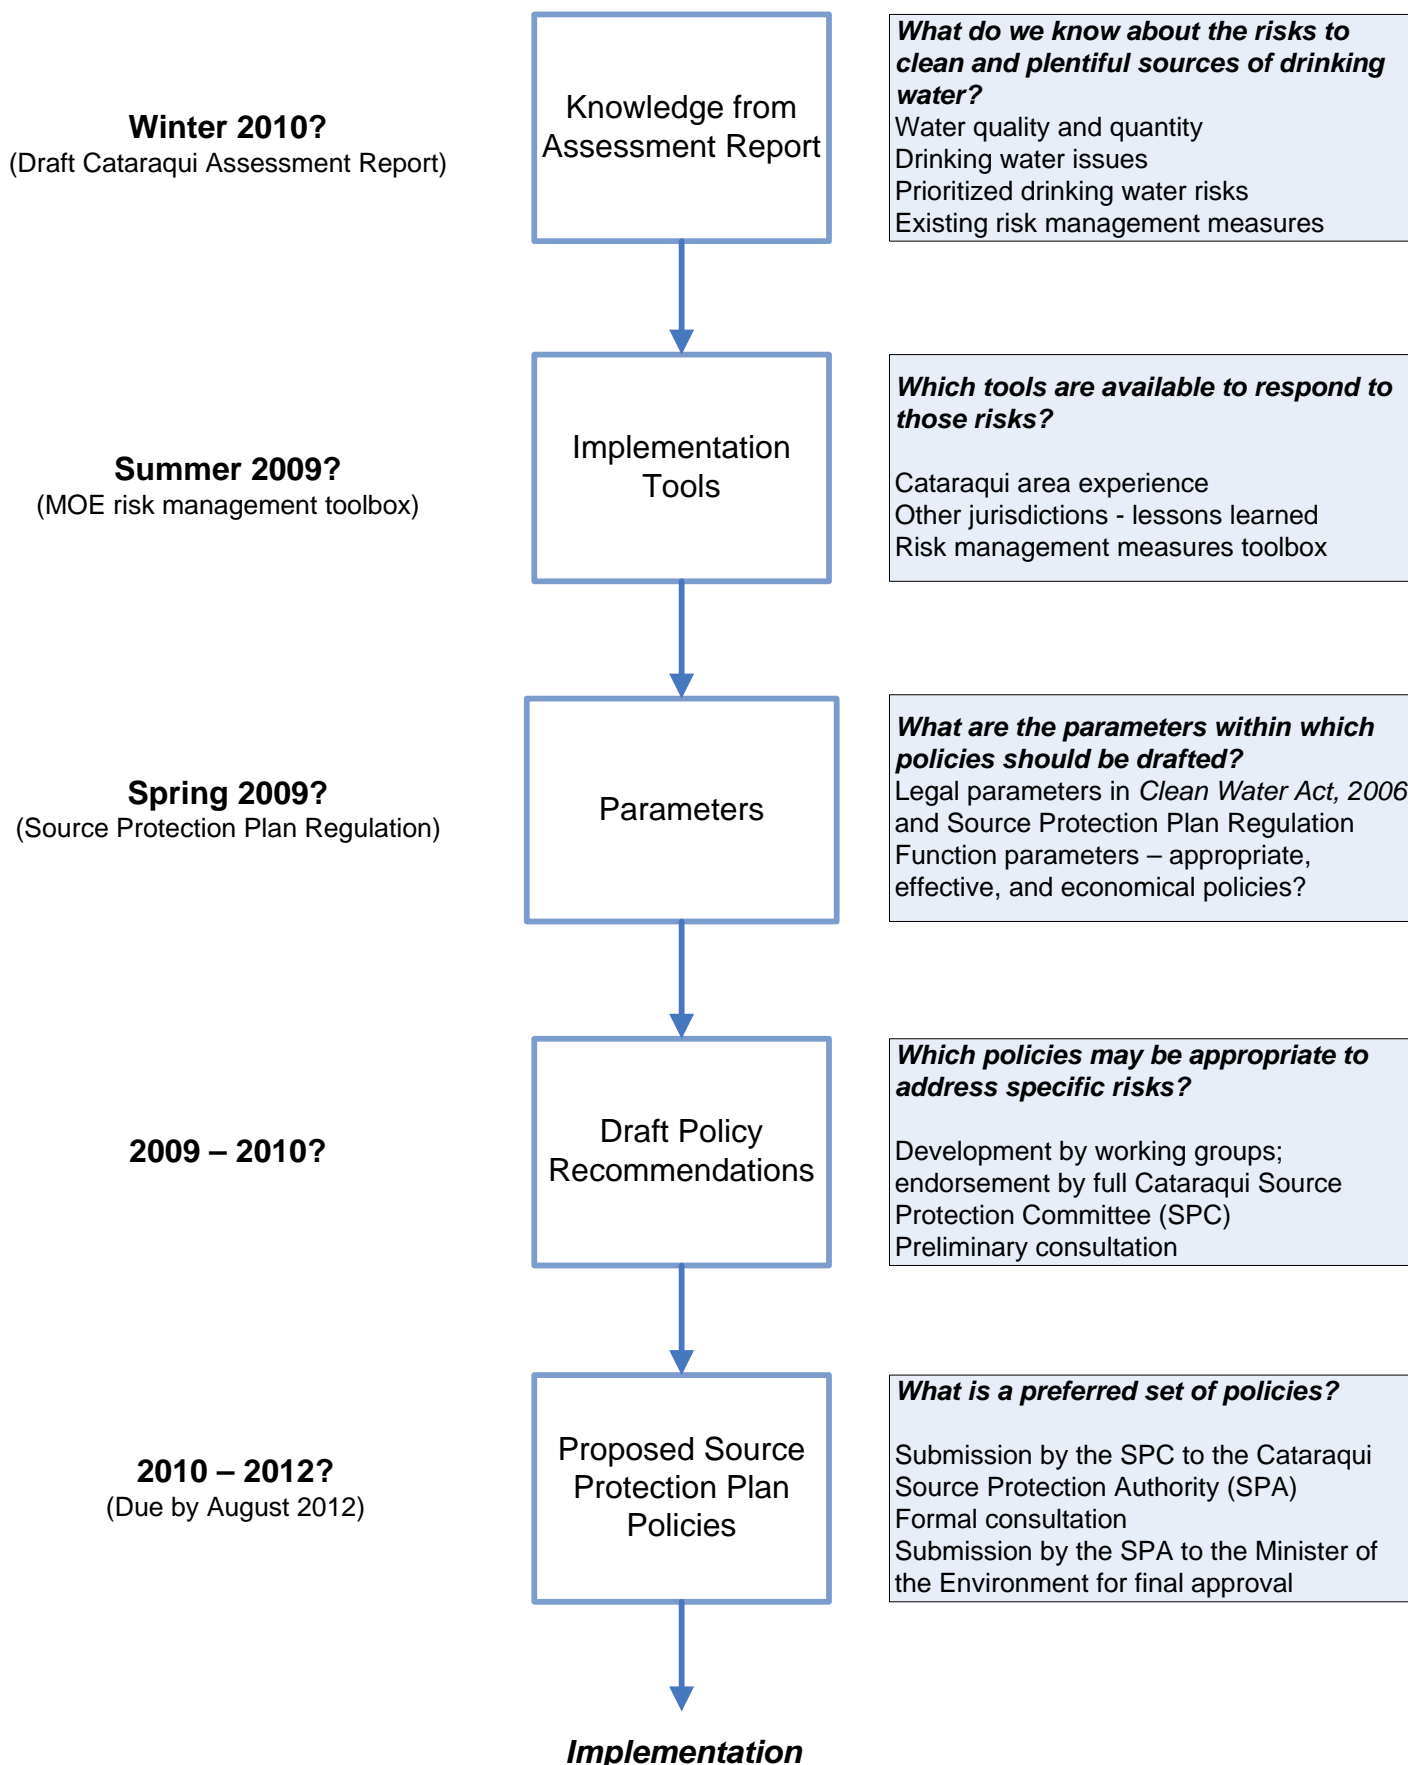 Winter 2010?
(Draft Cataraqui Assessment Report)
Knowledge from
Assessment Report
What do we know about the risks to
clean and plentiful sources of drinking
water?
Water quality and quantity
Drinking water issues
Prioritized drinking water risks
Existing risk management measures
Summer 2009?
(MOE risk management toolbox)
Implementation
Tools
Which tools are available to respond to
those risks?
Cataraqui area experience
Other jurisdictions - lessons learned
Risk management measures toolbox
Spring 2009?
(Source Protection Plan Regulation)
Parameters
What are the parameters within which
policies should be drafted?
Legal parameters in Clean Water Act, 2006
and Source Protection Plan Regulation
Function parameters – appropriate,
effective, and economical policies?
2009 – 2010?
Draft Policy
Recommendations
Which policies may be appropriate to
address specific risks?
Development by working groups;
endorsement by full Cataraqui Source
Protection Committee (SPC)
Preliminary consultation
2010 – 2012?
(Due by August 2012)
Proposed Source
Protection Plan
Policies
What is a preferred set of policies?
Submission by the SPC to the Cataraqui
Source Protection Authority (SPA)
Formal consultation
Submission by the SPA to the Minister of
the Environment for final approval
Implementation